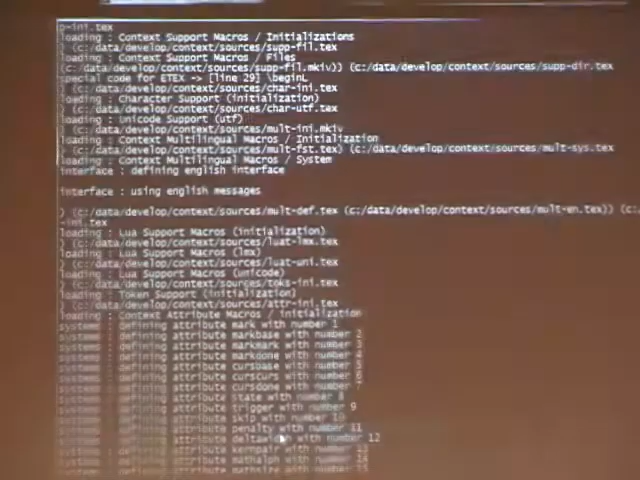 p-ini.tex
loading : Context Support Macros / Initializations
) (c:/data/develop/context/sources/supp-fil.tex
loading : Context Support Macros / Files
(c:/data/develop/context/sources/supp-fil.mkiv)) (c:/data/develop/context/sources/supp-dir.tex
special code for ETEX -> [line 29] \beginL
) (c:/data/develop/context/sources/char-ini.tex
loading : Character Support (initialization)
) (c:/data/develop/context/sources/char-utf.tex
loading : Unicode Support (utf)
) (c:/data/develop/context/sources/mult-ini.mkiv
loading : Context Multilingual Macros / Initialization
(c:/data/develop/context/sources/mult-fst.tex) (c:/data/develop/context/sources/mult-sys.tex
loading : Context Multilingual Macros / System
interface : defining english interface
interface : using english messages
) (c:/data/develop/context/sources/mult-def.tex (c:/data/develop/context/sources/mult-en.tex)) (c:
-ini.tex
loading : Lua Support Macros (initialization)
) (c:/data/develop/context/sources/luat-lmx.tex
loading : Lua Support Macros (lmx)
) (c:/data/develop/context/sources/luat-uni.tex
loading : Lua Support Macros (unicode)
) (c:/data/develop/context/sources/toks-ini.tex
loading : Token Support (initialization)
) (c:/data/develop/context/sources/attr-ini.tex
loading : Context Attribute Macros / initialization
systems : defining attribute mark with number 1
systems : defining attribute markbase with number 2
systems : defining attribute markmark with number 3
systems : defining attribute markdone with number 4
systems : defining attribute cursbase with number 5
systems : defining attribute curscurs with number 6
systems : defining attribute cursdone with number 7
systems : defining attribute state with number 8
systems : defining attribute trigger with number 9
systems : defining attribute skip with number 10
systems : defining attribute penalty with number 11
systems : defining attribute with number 12
systems : defining attribute kernpair with number 13
systems : defining attribute mathalph with number 14
systems : defining attribute mathsize with number 15